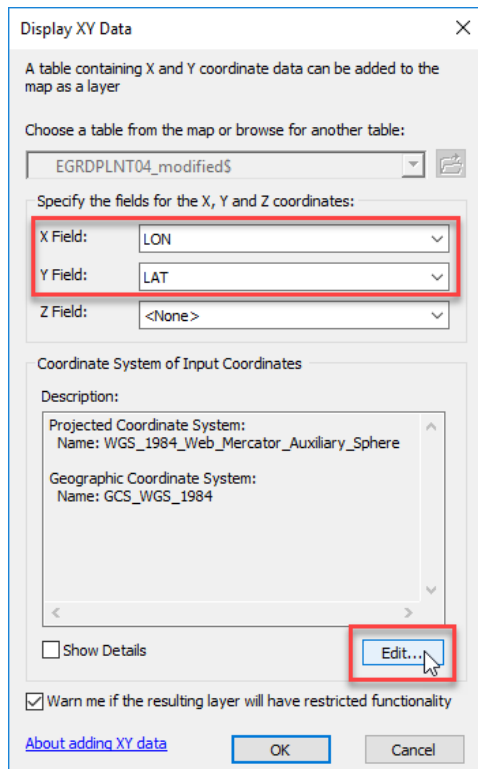 Display XY Data
A table containing X and Y coordinate data can be added to the
map as a layer
Choose a table from the map or browse for another table:
EGRDPLNT04_modified$
Specify the fields for the X, Y and Z coordinates:
X Field:
LON
Y Field:
LAT
Z Field:
<None>
Coordinate System of Input Coordinates
Description:
Projected Coordinate System:
Name: WGS_1984_Web_Mercator_Auxiliary_Sphere
Geographic Coordinate System:
Name: GCS_WGS_1984
Show Details
Edit...
Warn me if the resulting layer will have restricted functionality
About adding XY data
OK
Cancel